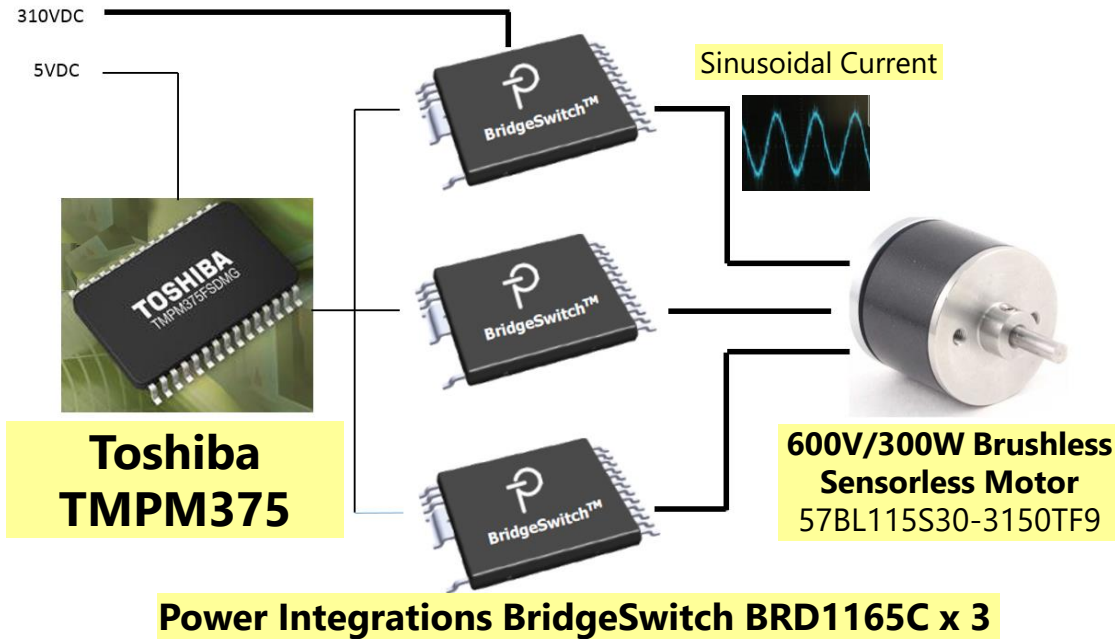 310VDC
5VDC
BridgeSwitch™
Sinusoidal Current
TOSHIBA
TMPM375FSDMG
BridgeSwitch™
BridgeSwitch™
Toshiba
TMPM375
600V/300W Brushless
Sensorless Motor
57BL115S30-3150TF9
Power Integrations BridgeSwitch BRD1165C x 3